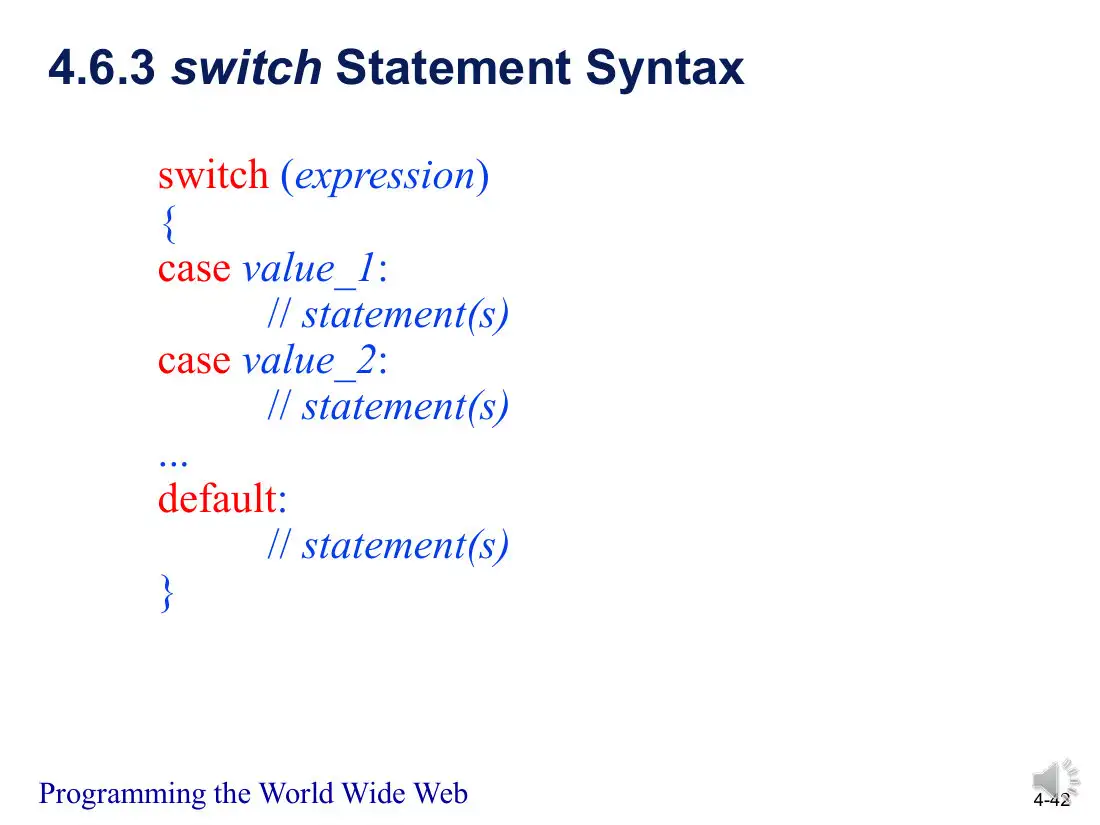 4.6.3 switch Statement Syntax
switch (expression)
{
case value_1:
// statement(s)
case value_2:
// statement(s)
...
default:
// statement(s)
}
Programming the World Wide Web
4-42